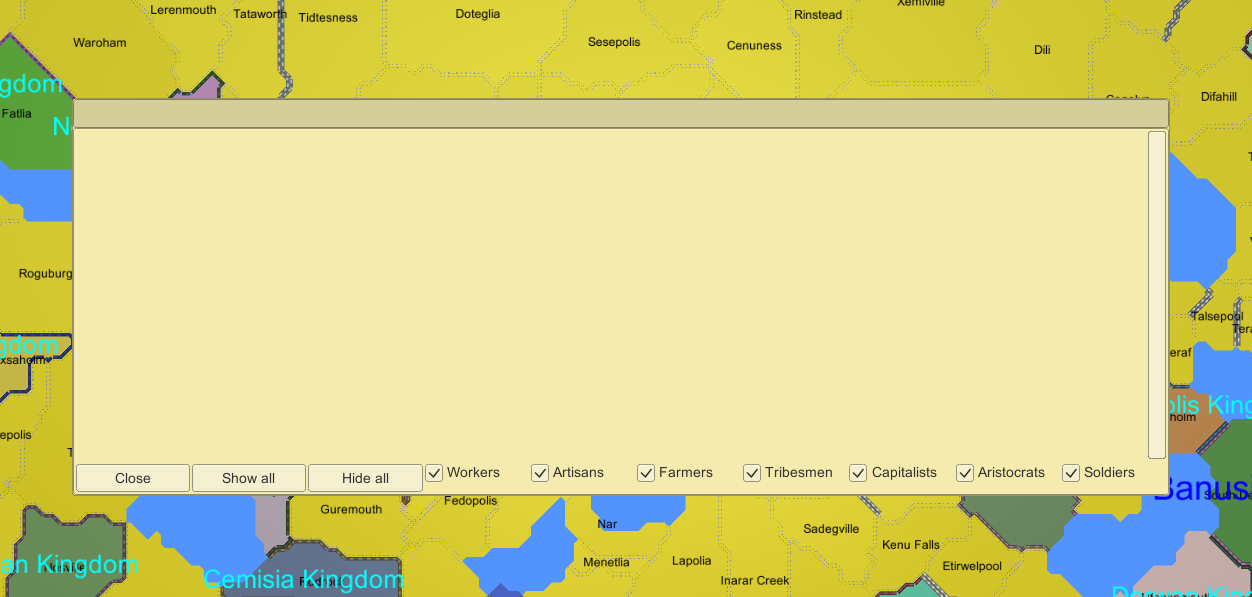 Lerenmouth
Tataworth
Tidtesness
Doteglia
Rinstead
Xemiville
Waroham
Sesepolis
Cenuness
Dili
gdom
Difahill
Fatlia
N
Roguburg
Talsepool
gdom
eraf
olis King
holm
epolis
Close
Show all
Hide all
Workers
Artisans
Farmers
Tribesmen
Capitalists
Aristocrats
Soldiers
Banus
Fedopolis
Guremouth
Nar
Sadegville
Kenu Falls
Menetlia
Lapolia
Etirwelpool
an Kingdom
Cemisia Kingdom
Inarar Creek